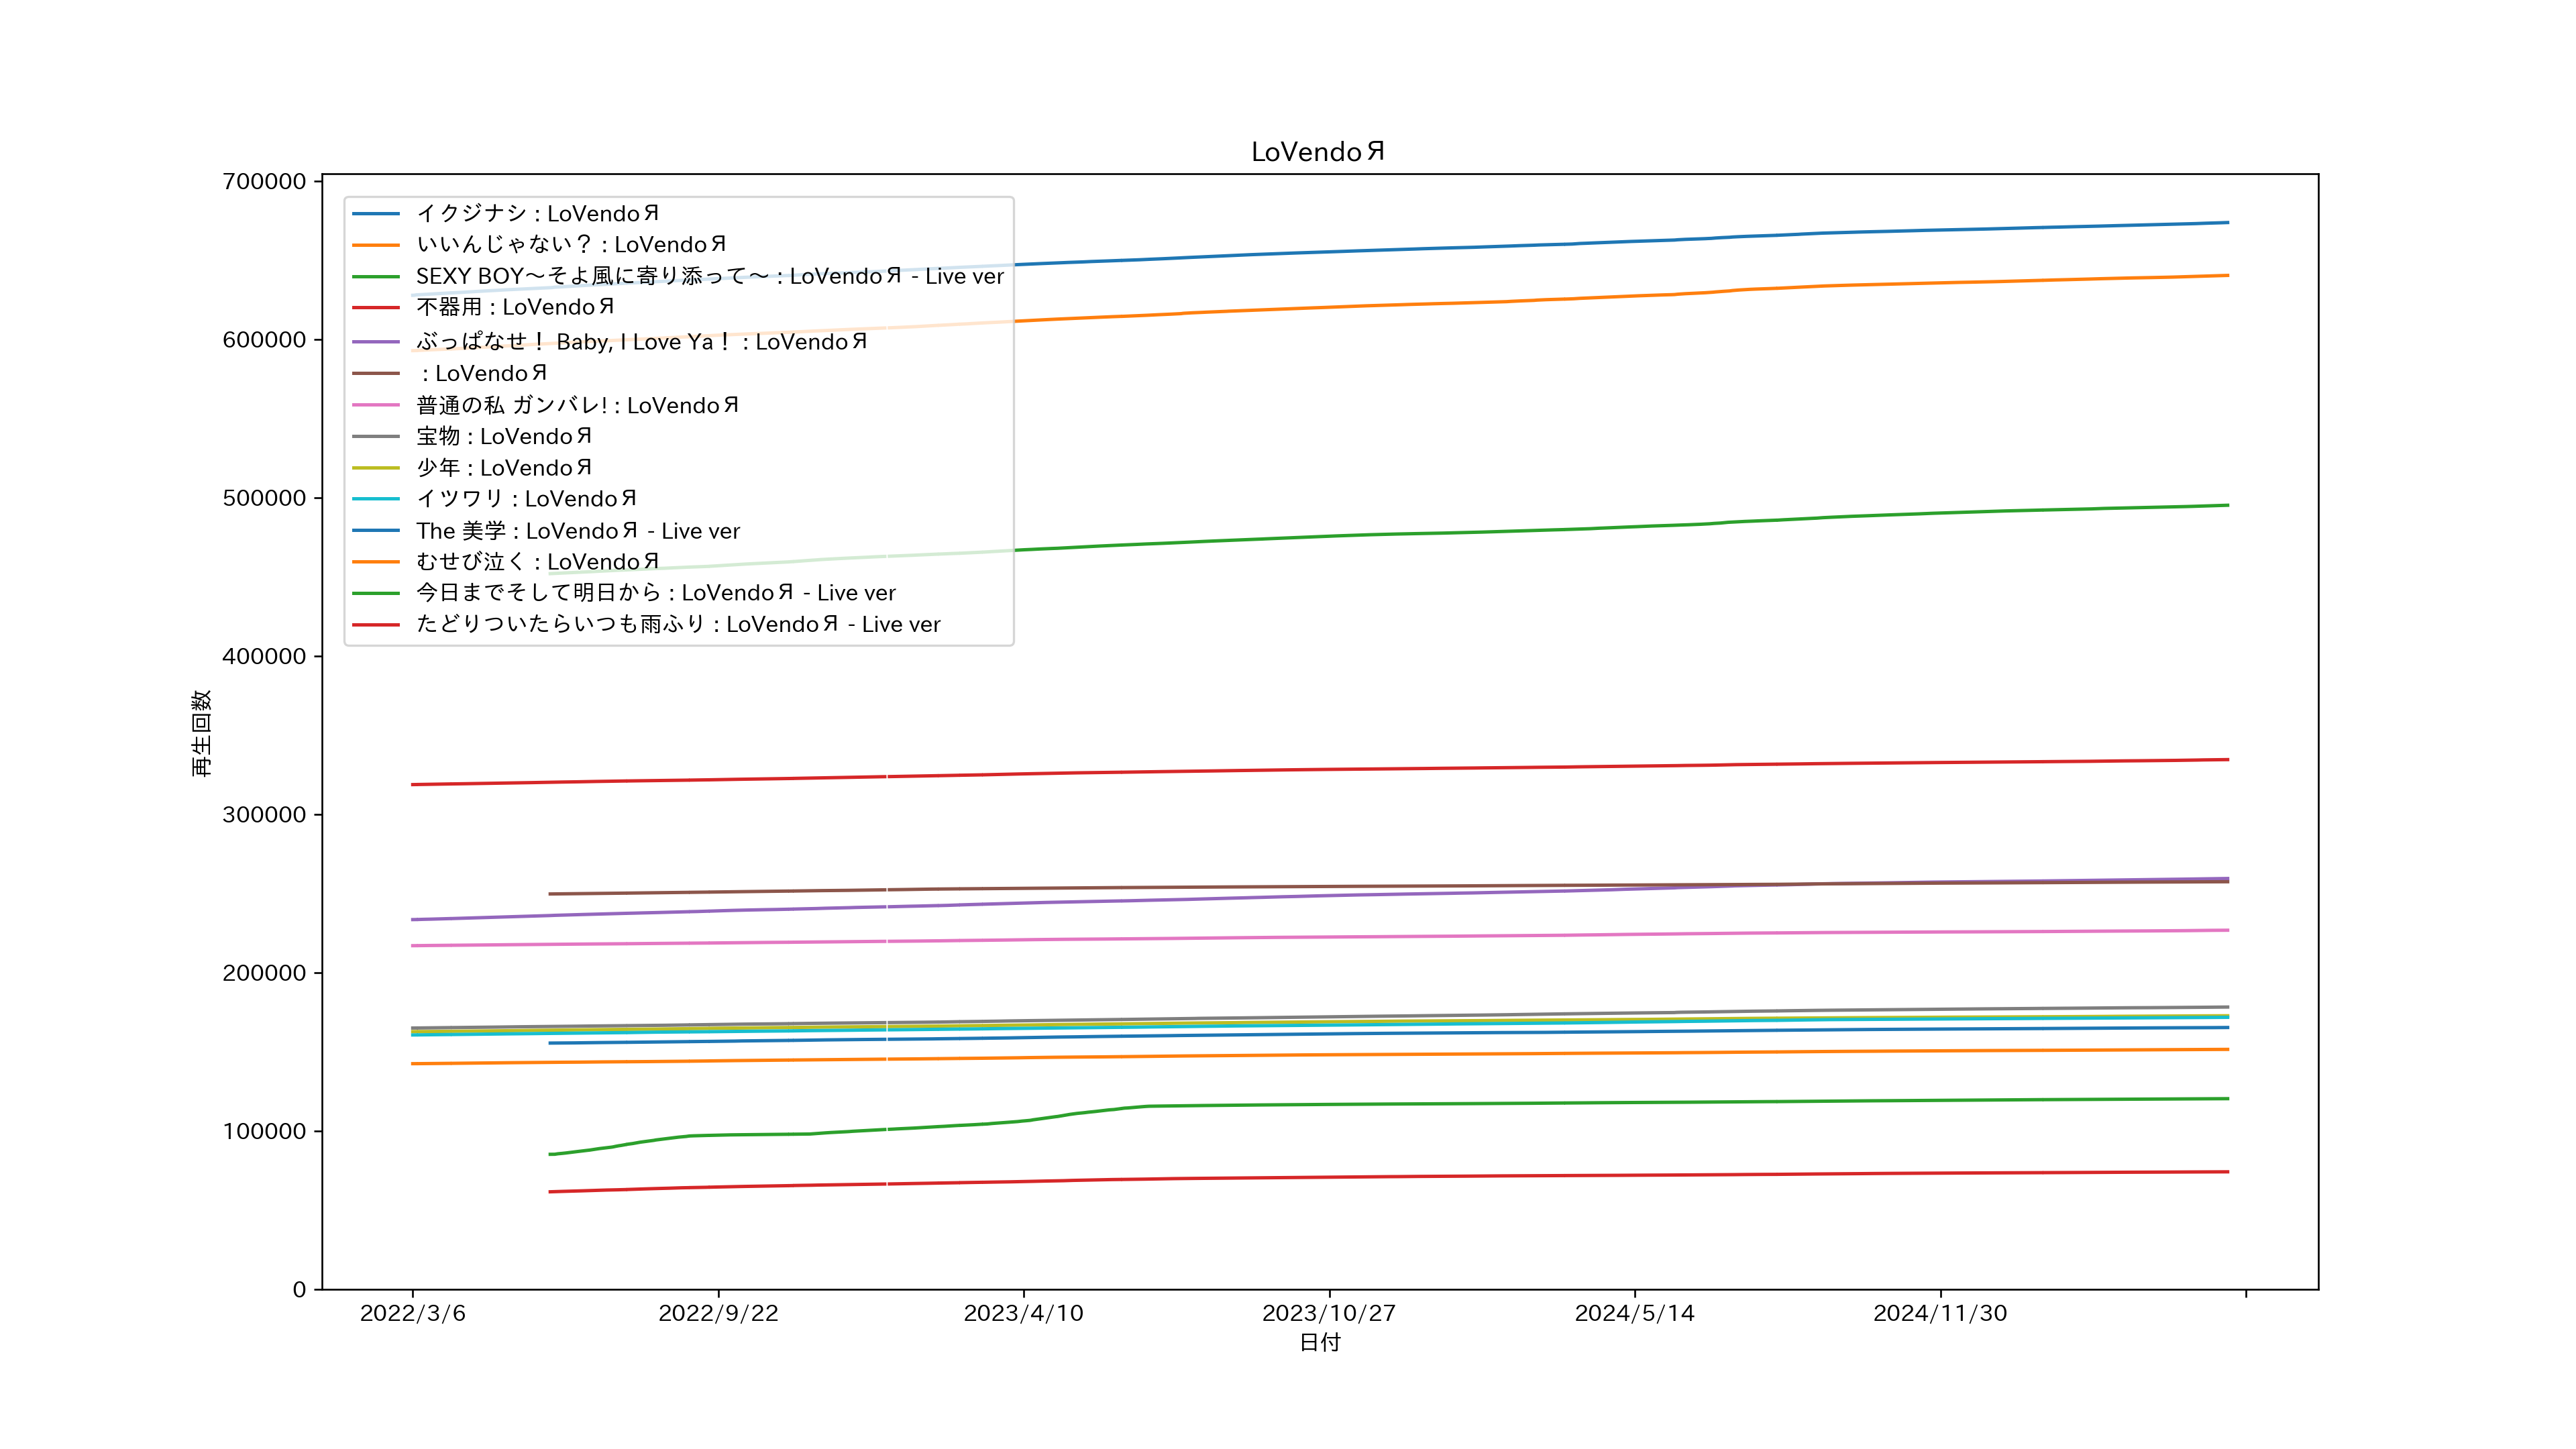 LoVendoЯ
700000
600000
500000
400000
300000
200000
100000
0
再生回数
イクジナシ : LoVendoЯ
いいんじゃない？ : LoVendoЯ
SEXY BOY〜そよ風に寄り添って〜 : LoVendoЯ - Live ver
不器用 : LoVendoЯ
ぶっぱなせ！ Baby, I Love Ya！ : LoVendoЯ
: LoVendoЯ
普通の私 ガンバレ! : LoVendoЯ
宝物 : LoVendoЯ
少年 : LoVendoЯ
イツワリ : LoVendoЯ
The 美学 : LoVendoЯ - Live ver
むせび泣く : LoVendoЯ
今日までそして明日から : LoVendoЯ - Live ver
たどりついたらいつも雨ふり : LoVendoЯ - Live ver
2022/3/6 2022/9/22 2023/4/10 2023/10/27 2024/5/14 2024/11/30
日付